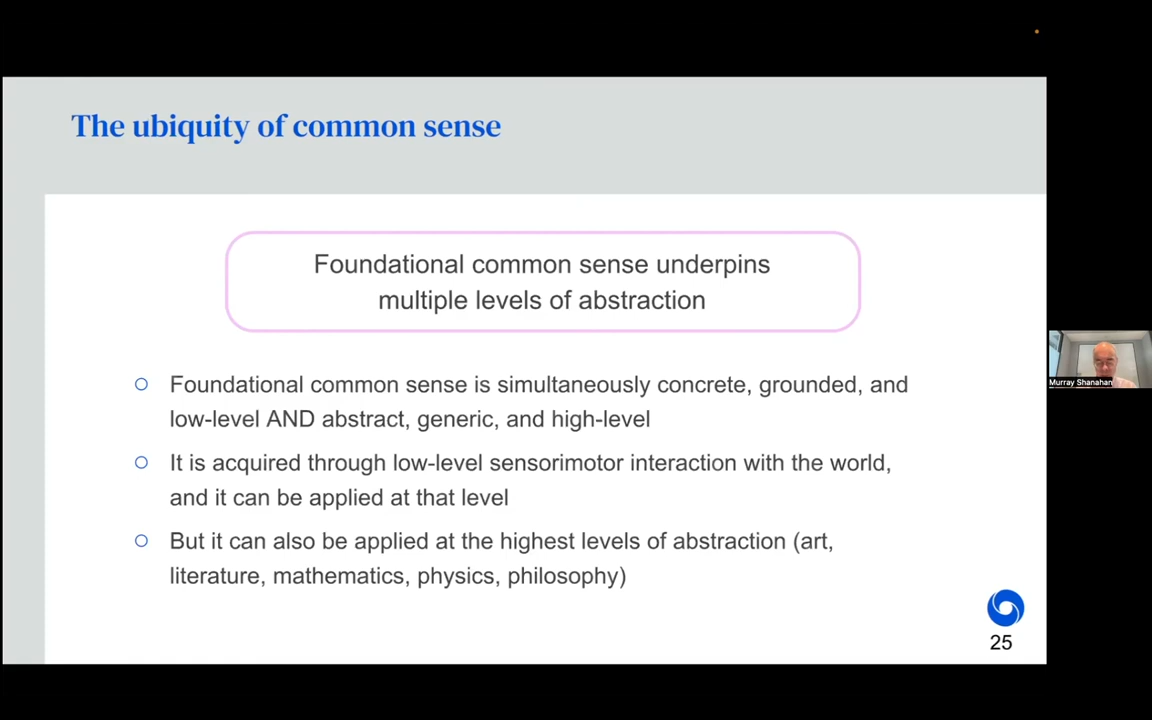 The ubiquity of common sense
Foundational common sense underpins
multiple levels of abstraction
Foundational common sense is simultaneously concrete, grounded, and
low-level AND abstract, generic, and high-level
It is acquired through low-level sensorimotor interaction with the world,
and it can be applied at that level
But it can also be applied at the highest levels of abstraction (art,
literature, mathematics, physics, philosophy)
25
Murray Shanahan